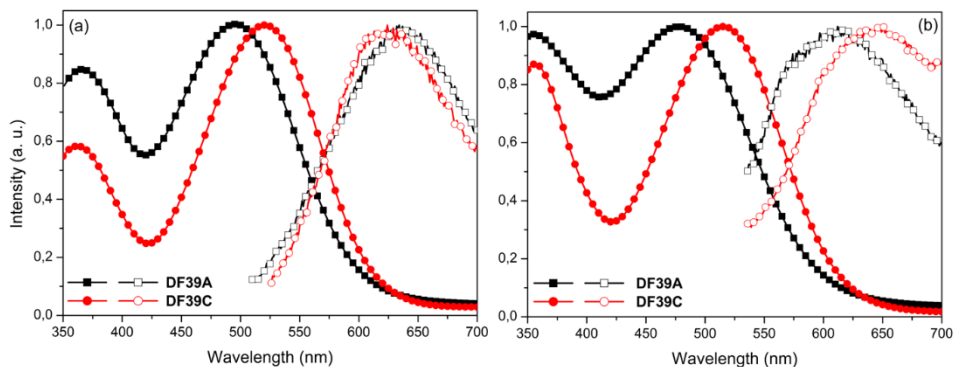 (a)
1,0
0,8
0,6
0,4
0,2
0,0
Intensity (a. u.)
DF39A
DF39C
350 400 450 500 550 600 650 700
Wavelength (nm)
(b)
1,0
0,8
0,6
0,4
0,2
0,0
DF39A
DF39C
350 400 450 500 550 600 650 700
Wavelength (nm)